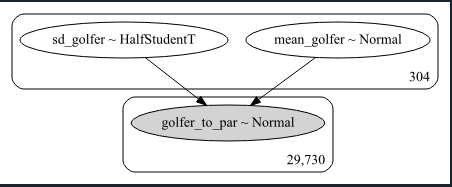 sd_golfer ~ HalfStudentT
mean_golfer ~ Normal
304
golfer_to_par ~ Normal
29,730